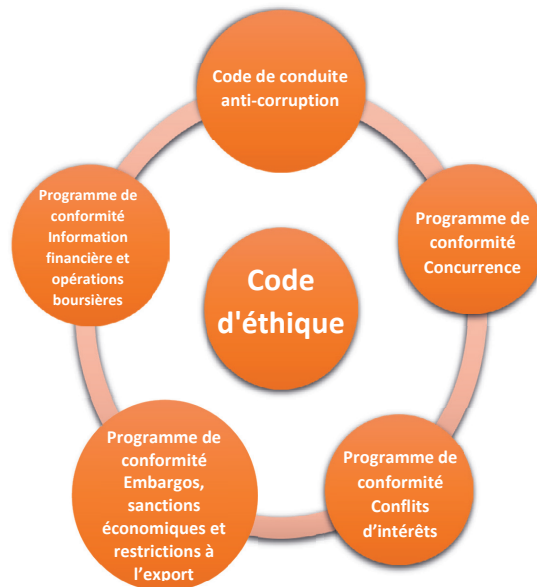 Code de conduite
anti-corruption
Programme de
conformité
Concurrence
Programme de
conformité
Conflits
d’intérêts
Programme de
conformité
Embargos,
sanctions
économiques et
restrictions à
l’export
Programme de
conformité
Information
financière et
opérations
boursières
Code
d'éthique